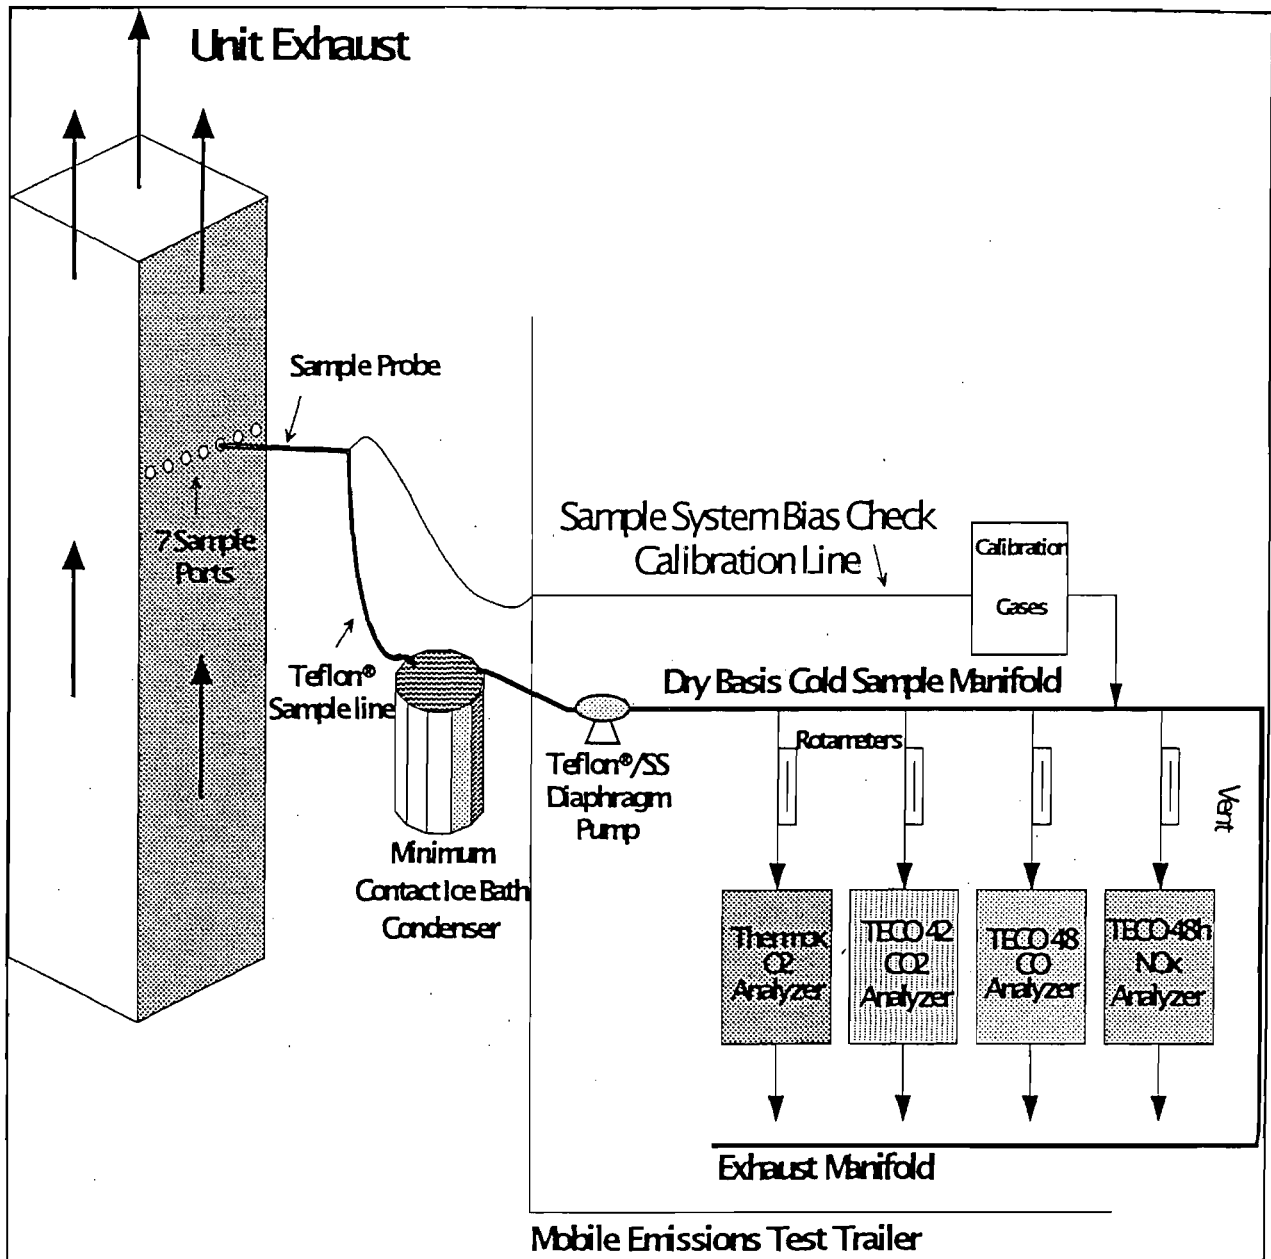 Unit Exhaust
Sample Probe
7 Sample
Ports
Sample System Bias Check
Calibration Line
Calibration
Gases
Teflon®
Sample line
Dry Basis Cold Sample Manifold
Rotameters
Teflon®/SS
Diaphragm
Pump
Vent
Minimum
Contact Ice Bath
Condenser
Thermox
O2
Analyzer
TECO 42
CO2
Analyzer
TECO 48
CO
Analyzer
TECO 48h
NOx
Analyzer
Exhaust Manifold
Mobile Emissions Test Trailer